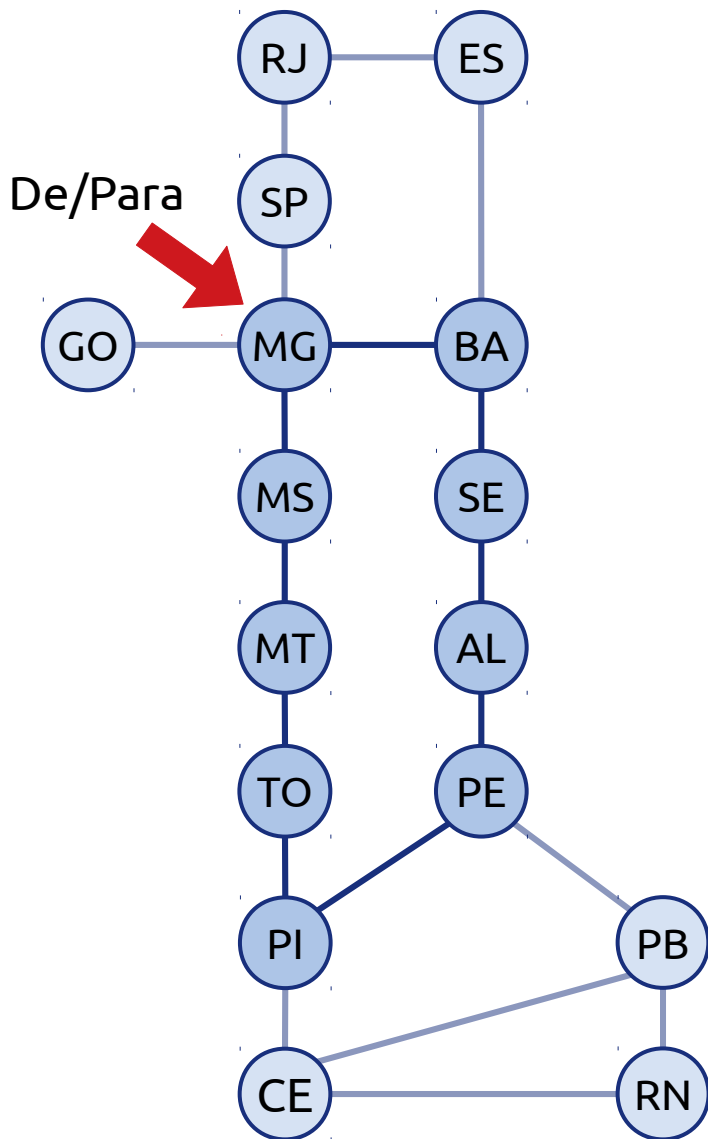 RJ ES
De/Para
SP
GO MG BA
MS SE
MT AL
TO PE
PI PB
CE RN